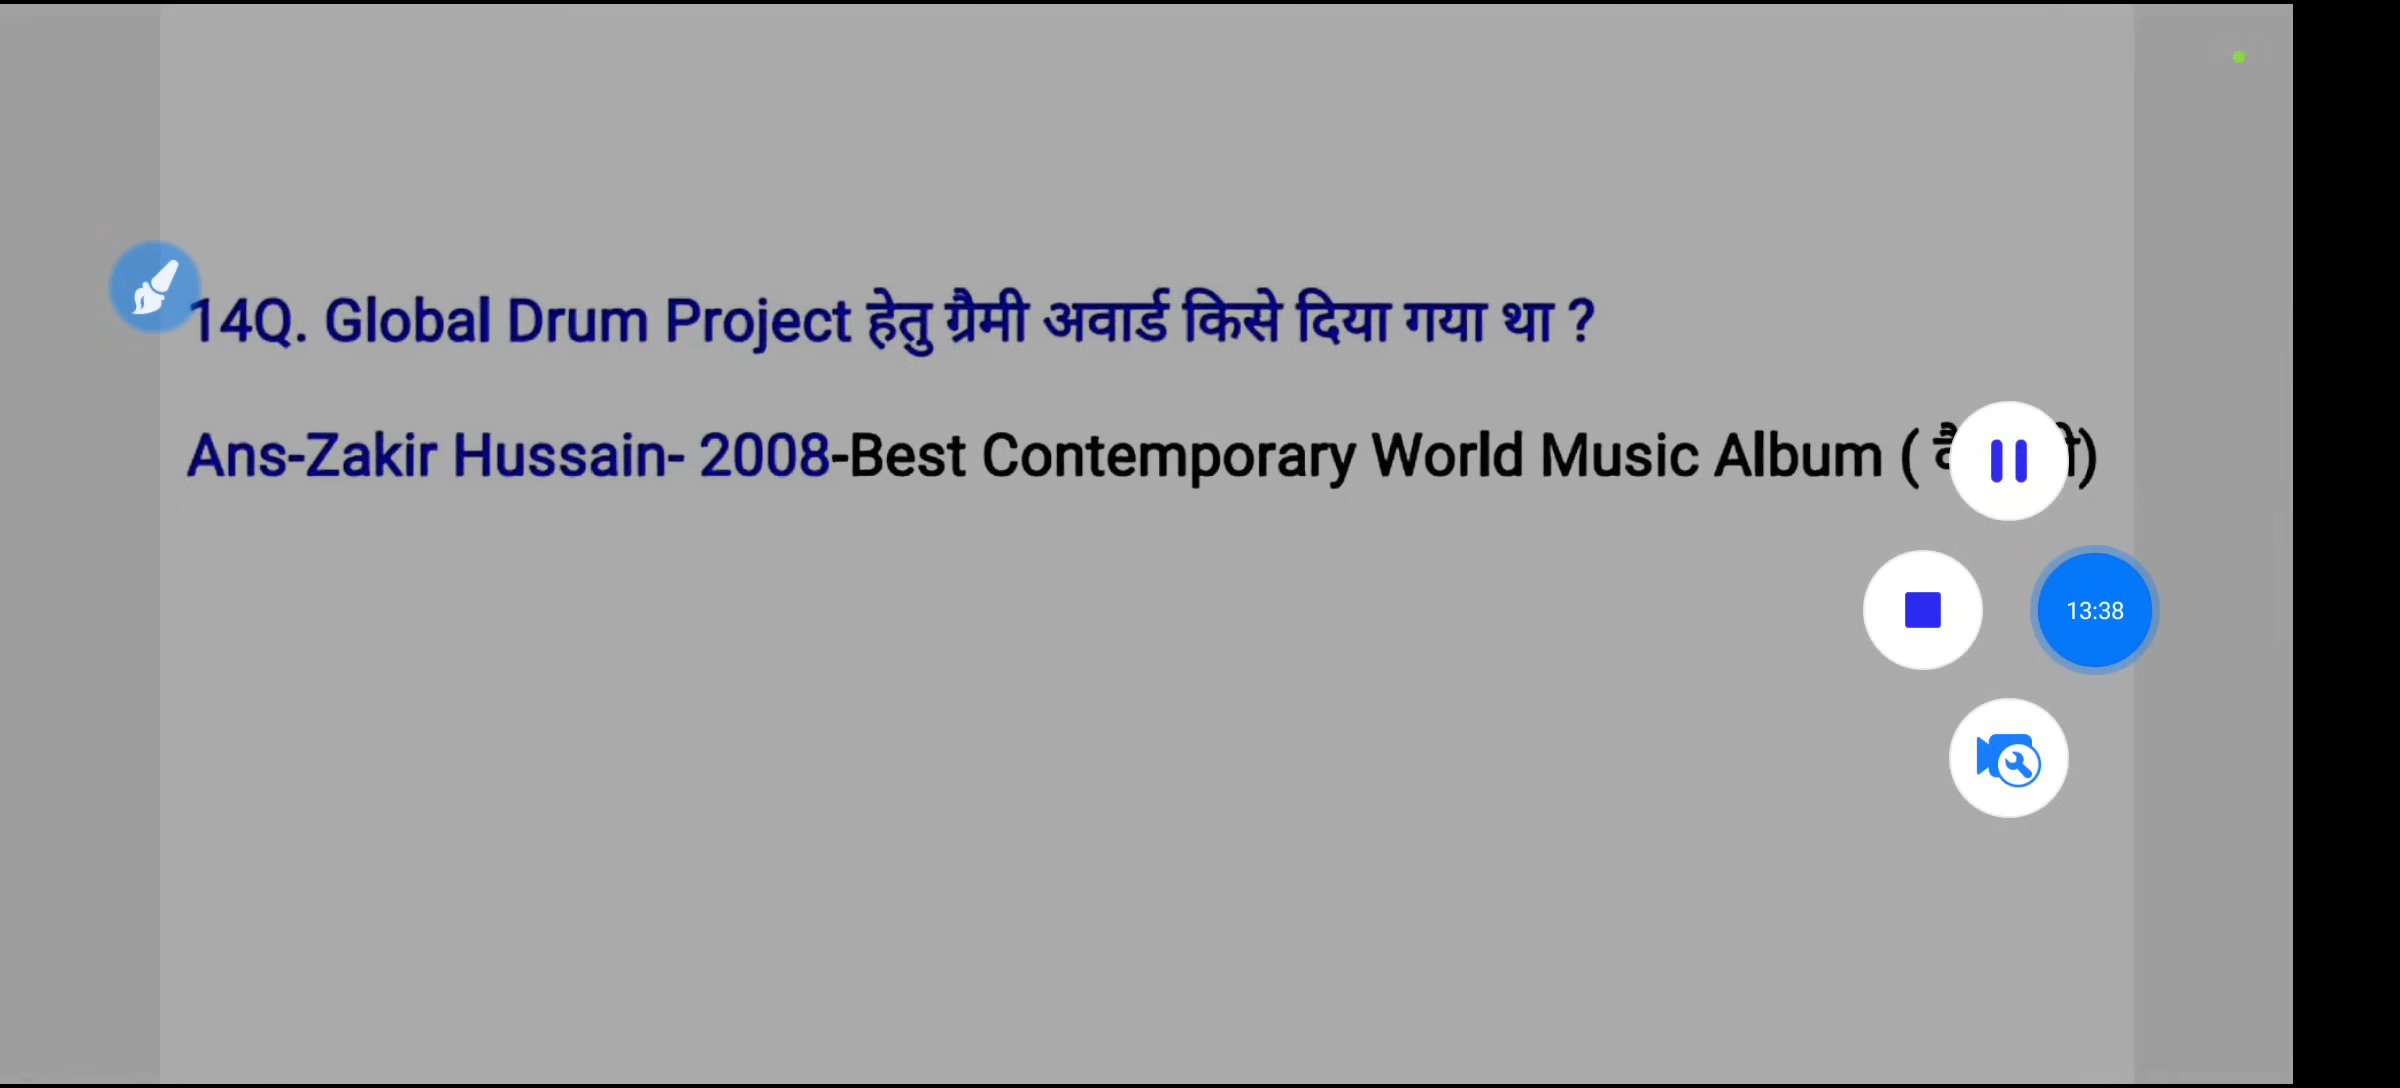 14Q. Global Drum Project हेतु ग्रैमी अवार्ड किसे दिया गया था ?
Ans-Zakir Hussain- 2008-Best Contemporary World Music Album (
13:38